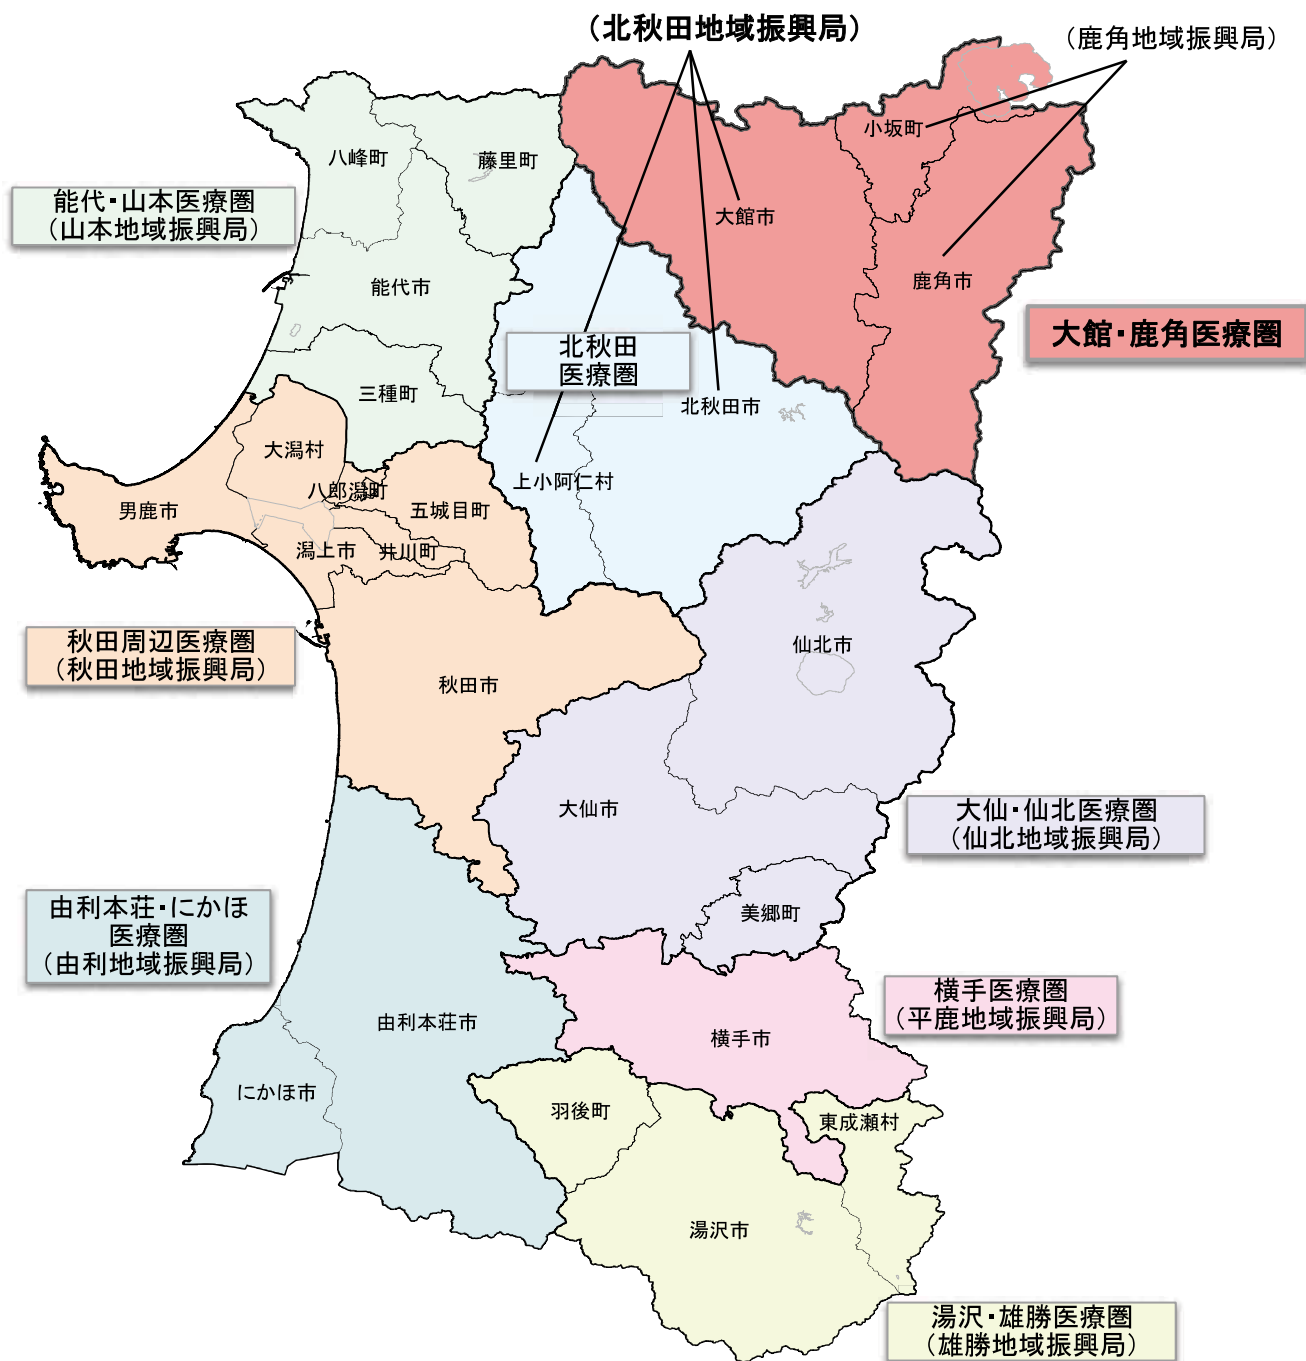 （北秋田地域振興局）
（鹿角地域振興局）
小坂町
八峰町
藤里町
能代・山本医療圏
（山本地域振興局）
大館市
鹿角市
能代市
大館・鹿角医療圏
北秋田
医療圏
三種町
北秋田市
大潟村
八郎潟町
上小阿仁村
男鹿市
五城目町
潟上市
井川町
秋田周辺医療圏
（秋田地域振興局）
仙北市
秋田市
大仙市
大仙・仙北医療圏
（仙北地域振興局）
由利本荘・にかほ
医療圏
（由利地域振興局）
美郷町
横手医療圏
（平鹿地域振興局）
由利本荘市
横手市
にかほ市
羽後町
東成瀬村
湯沢市
湯沢・雄勝医療圏
（雄勝地域振興局）